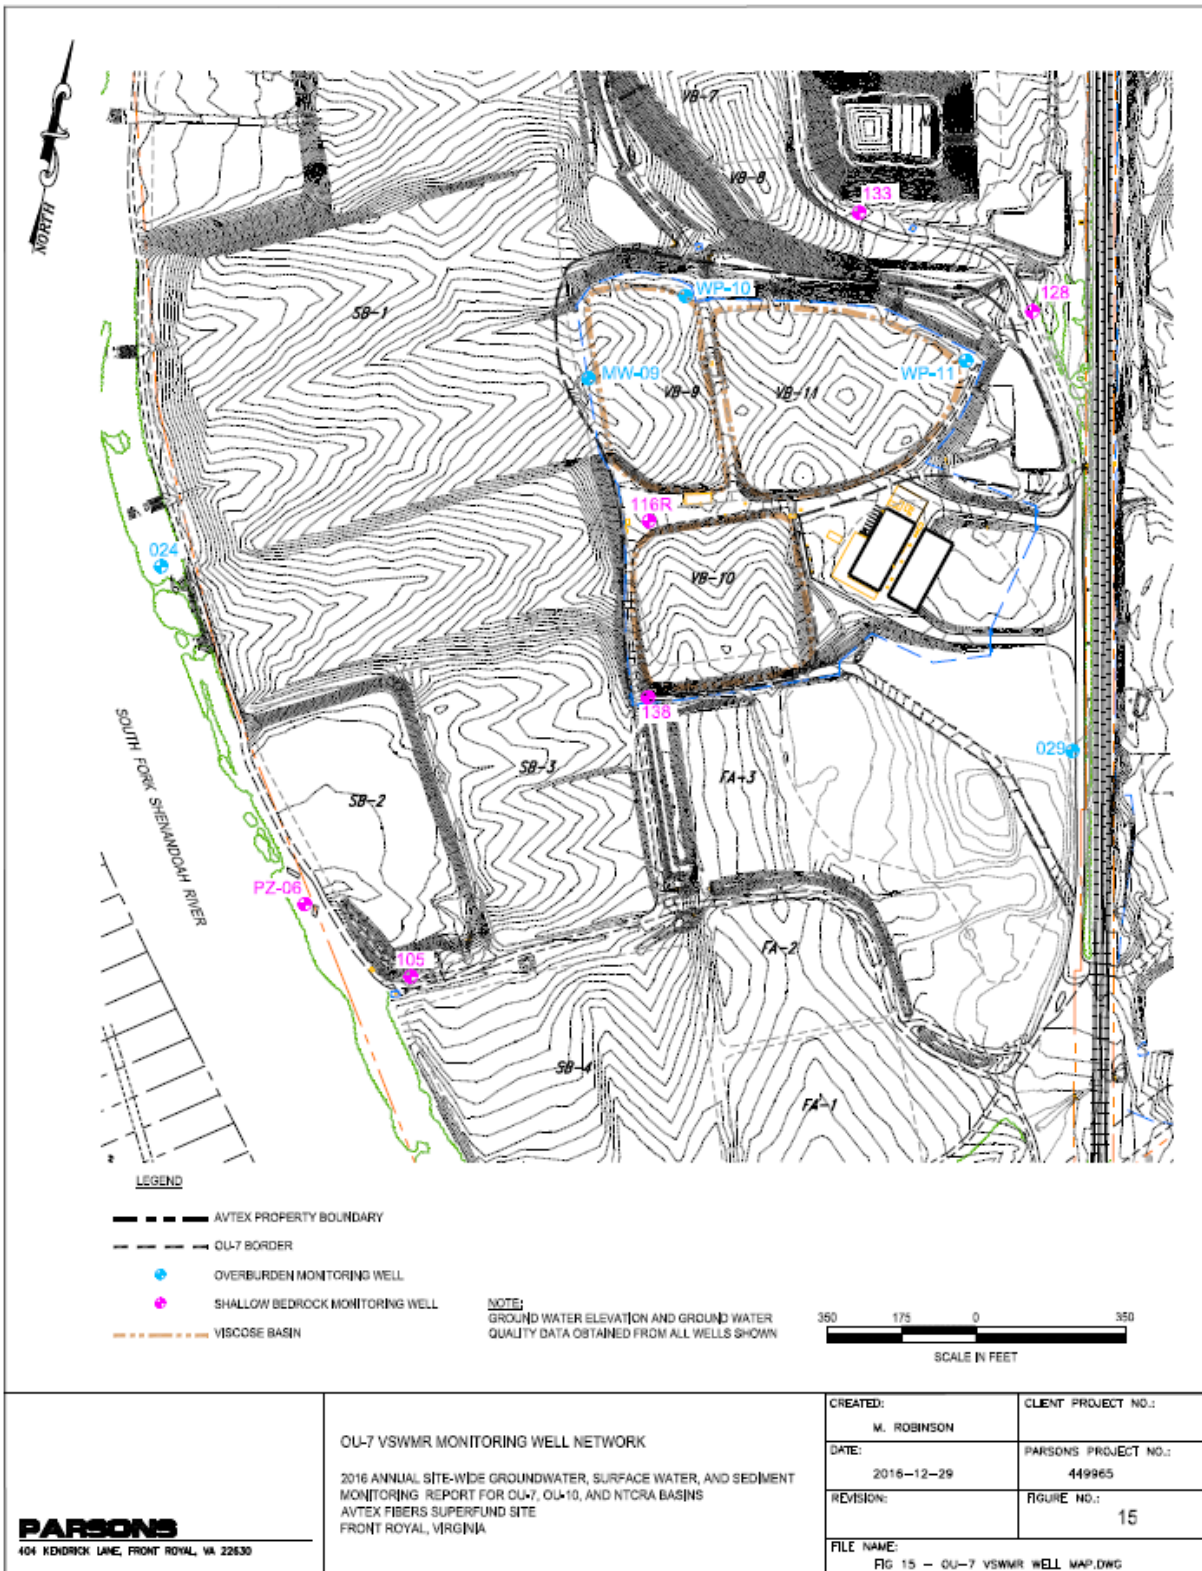 NORTH
VB-7
VB-8
133
128
WP-10
SB-1
MW-09
VB-9
VB-11
WP-11
116R
024
VB-10
138
029
SOUTH FORK SHENANDOAH RIVER
SB-3
FA-3
SB-2
PZ-06
105
FA-2
SB-4
FA-1
LEGEND
AVTEX PROPERTY BOUNDARY
OU-7 BORDER
OVERBURDEN MONITORING WELL
SHALLOW BEDROCK MONITORING WELL
VISCOSE BASIN
NOTE:
GROUND WATER ELEVATION AND GROUND WATER
QUALITY DATA OBTAINED FROM ALL WELLS SHOWN
350 175 0 350
SCALE IN FEET
PARSONS
404 KENDRICK LANE, FRONT ROYAL, VA 22630
OU-7 VSWMR MONITORING WELL NETWORK
2016 ANNUAL SITE-WIDE GROUNDWATER, SURFACE WATER, AND SEDIMENT
MONITORING REPORT FOR OU-7, OU-10, AND NTCRA BASINS
AVTEX FIBERS SUPERFUND SITE
FRONT ROYAL, VIRGINIA
CREATED:
M. ROBINSON
CLIENT PROJECT NO.:
DATE:
2016-12-29
PARSONS PROJECT NO.:
449965
REVISION:
FIGURE NO.:
15
FILE NAME:
FIG 15 - OU-7 VSWMR WELL MAP.DWG